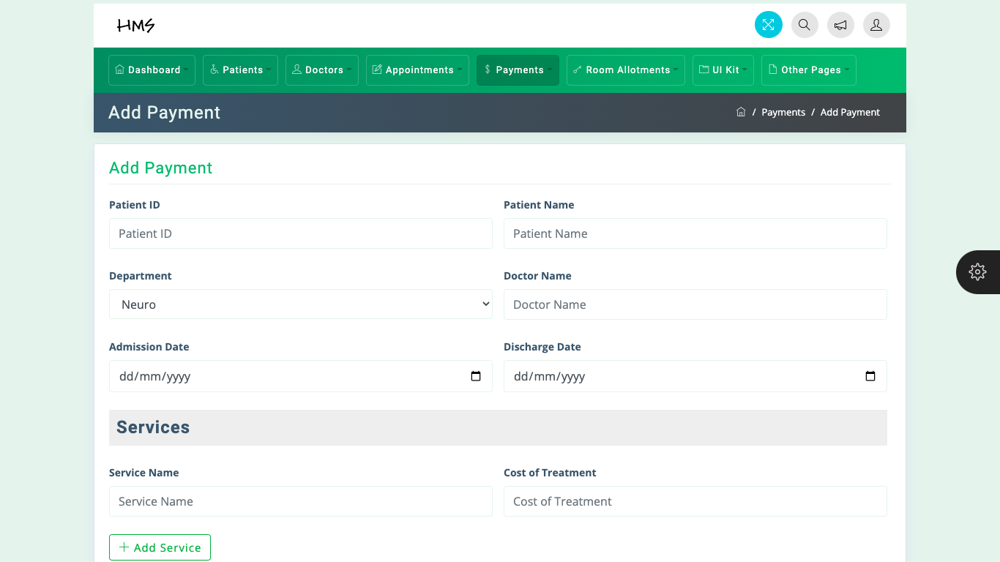 HMS
Dashboard Patients Doctors Appointments Payments Room Allotments UI Kit Other Pages
Add Payment
/ Payments / Add Payment
Add Payment
Patient ID Patient Name
Patient ID Patient Name
Department Doctor Name
Neuro Doctor Name
Admission Date Discharge Date
dd/mm/yyyy dd/mm/yyyy
Services
Service Name Cost of Treatment
Service Name Cost of Treatment
Add Service